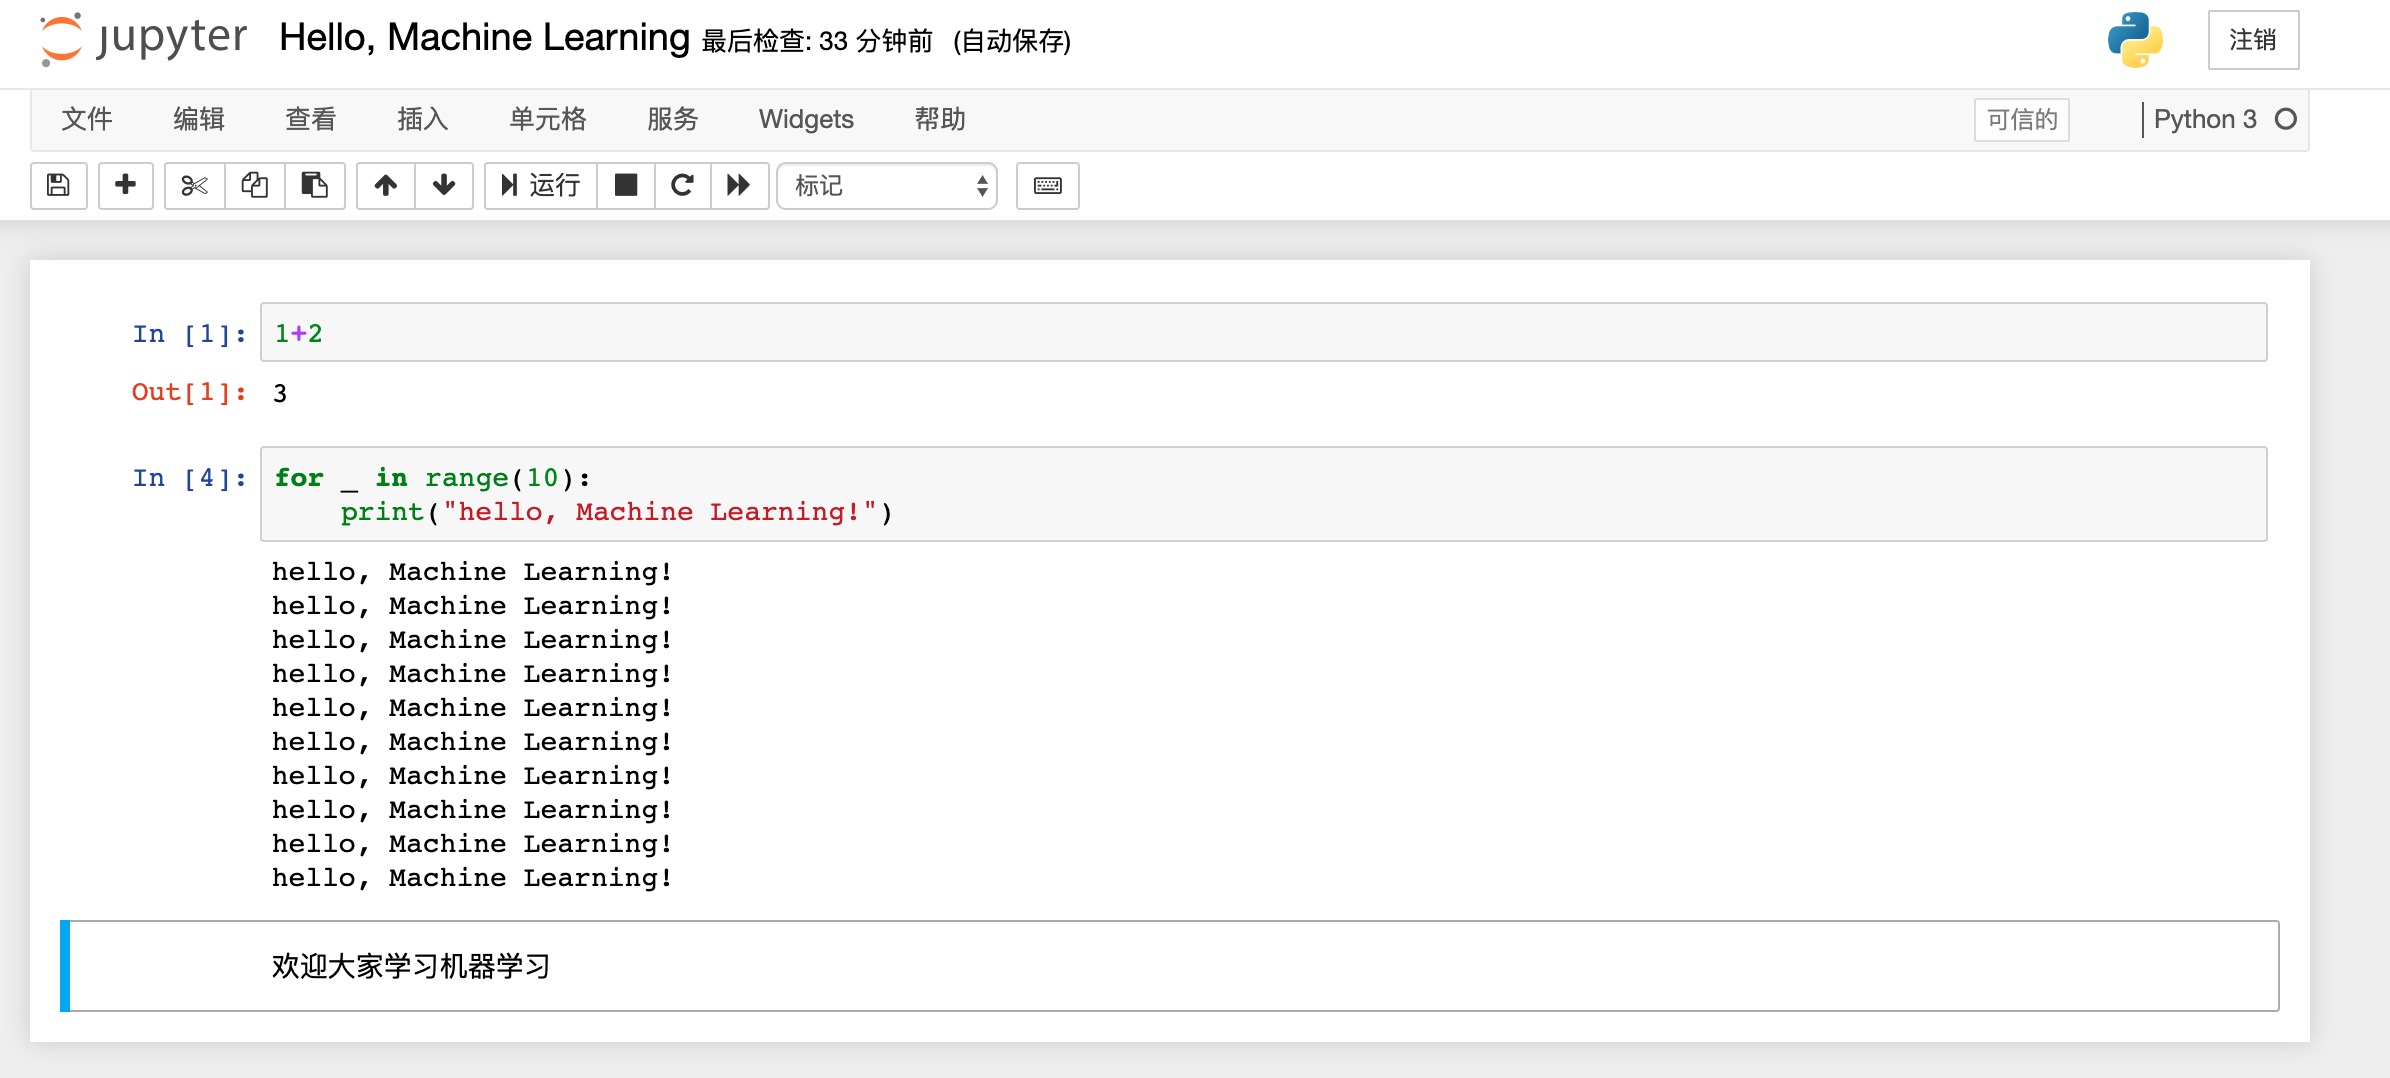 jupyter Hello, Machine Learning 最后检查: 33 分钟前 (自动保存) 注销
文件 编辑 查看 插入 单元格 服务 Widgets 帮助 可信的 Python 3
运行 标记
In [1]: 1+2
Out[1]: 3
In [4]: for _ in range(10):
    print("hello, Machine Learning!")
hello, Machine Learning!
hello, Machine Learning!
hello, Machine Learning!
hello, Machine Learning!
hello, Machine Learning!
hello, Machine Learning!
hello, Machine Learning!
hello, Machine Learning!
hello, Machine Learning!
hello, Machine Learning!
欢迎大家学习机器学习